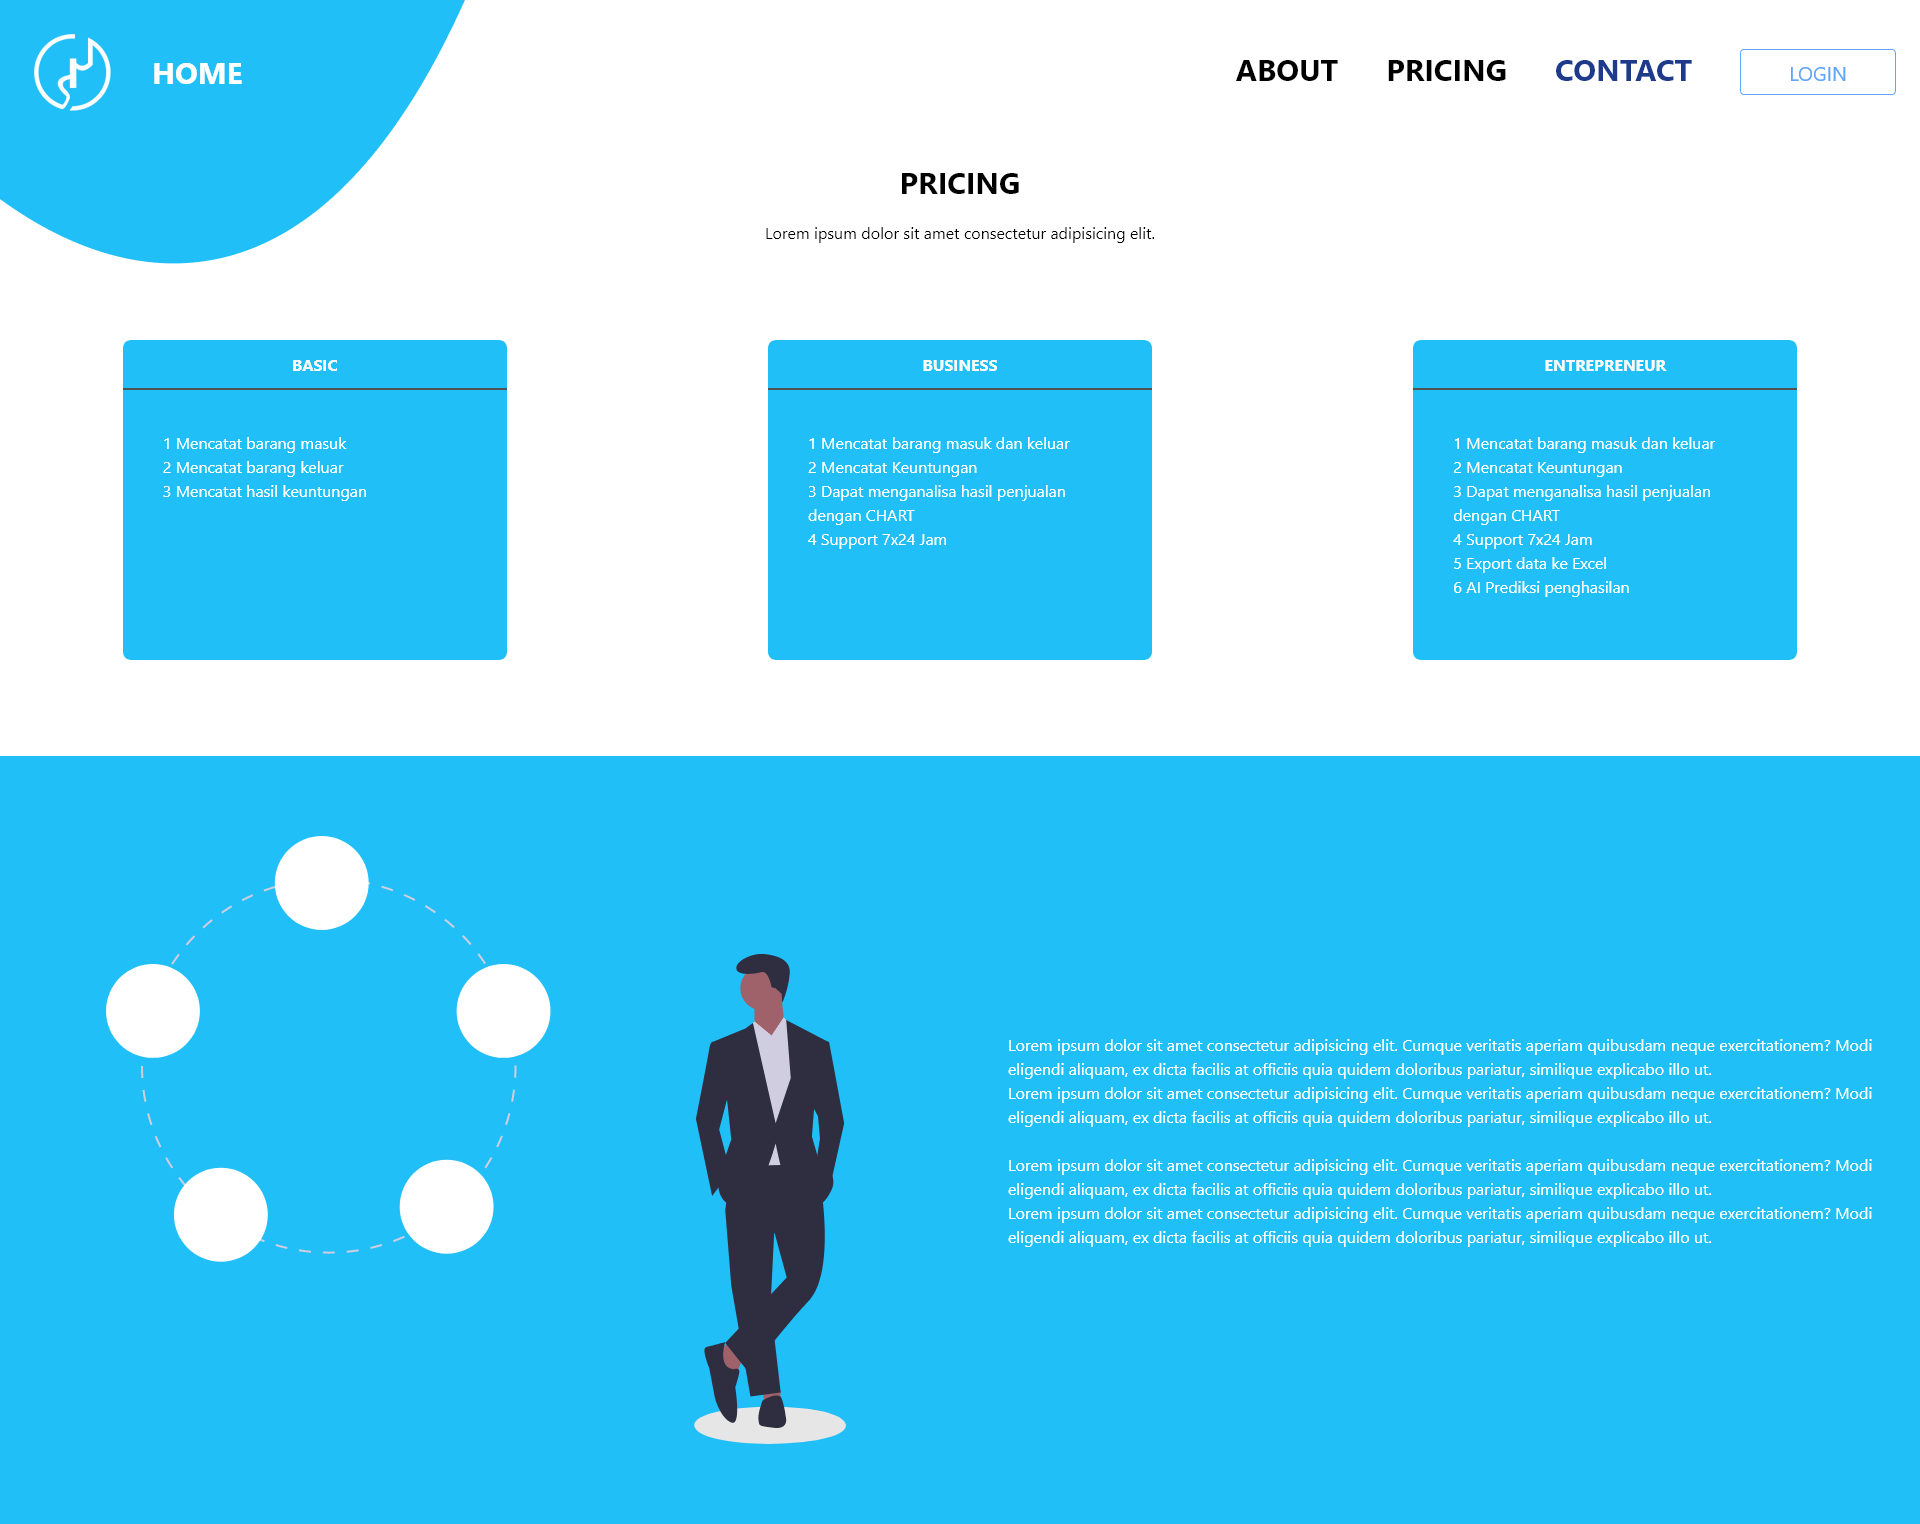 HOME
ABOUT
PRICING
CONTACT
LOGIN
PRICING
Lorem ipsum dolor sit amet consectetur adipisicing elit.
BASIC
1 Mencatat barang masuk
2 Mencatat barang keluar
3 Mencatat hasil keuntungan
BUSINESS
1 Mencatat barang masuk dan keluar
2 Mencatat Keuntungan
3 Dapat menganalisa hasil penjualan
dengan CHART
4 Support 7x24 Jam
ENTREPRENEUR
1 Mencatat barang masuk dan keluar
2 Mencatat Keuntungan
3 Dapat menganalisa hasil penjualan
dengan CHART
4 Support 7x24 Jam
5 Export data ke Excel
6 AI Prediksi penghasilan
Lorem ipsum dolor sit amet consectetur adipisicing elit. Cumque veritatis aperiam quibusdam neque exercitationem? Modi
eligendi aliquam, ex dicta facilis at officiis quia quidem doloribus pariatur, similique explicabo illo ut.
Lorem ipsum dolor sit amet consectetur adipisicing elit. Cumque veritatis aperiam quibusdam neque exercitationem? Modi
eligendi aliquam, ex dicta facilis at officiis quia quidem doloribus pariatur, similique explicabo illo ut.
Lorem ipsum dolor sit amet consectetur adipisicing elit. Cumque veritatis aperiam quibusdam neque exercitationem? Modi
eligendi aliquam, ex dicta facilis at officiis quia quidem doloribus pariatur, similique explicabo illo ut.
Lorem ipsum dolor sit amet consectetur adipisicing elit. Cumque veritatis aperiam quibusdam neque exercitationem? Modi
eligendi aliquam, ex dicta facilis at officiis quia quidem doloribus pariatur, similique explicabo illo ut.